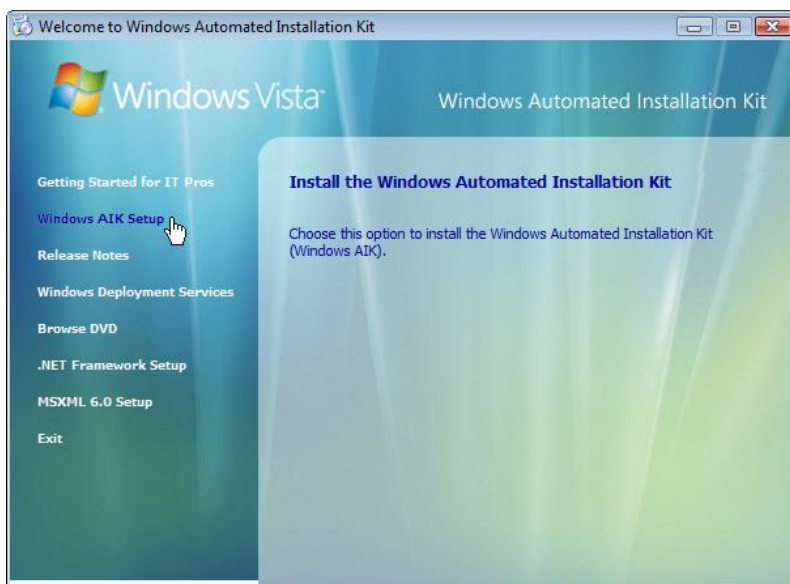 Welcome to Windows Automated Installation Kit
Windows Vista™
Windows Automated Installation Kit
Getting Started for IT Pros
Windows AIK Setup
Release Notes
Windows Deployment Services
Browse DVD
.NET Framework Setup
MSXML 6.0 Setup
Exit
Install the Windows Automated Installation Kit
Choose this option to install the Windows Automated Installation Kit
(Windows AIK).